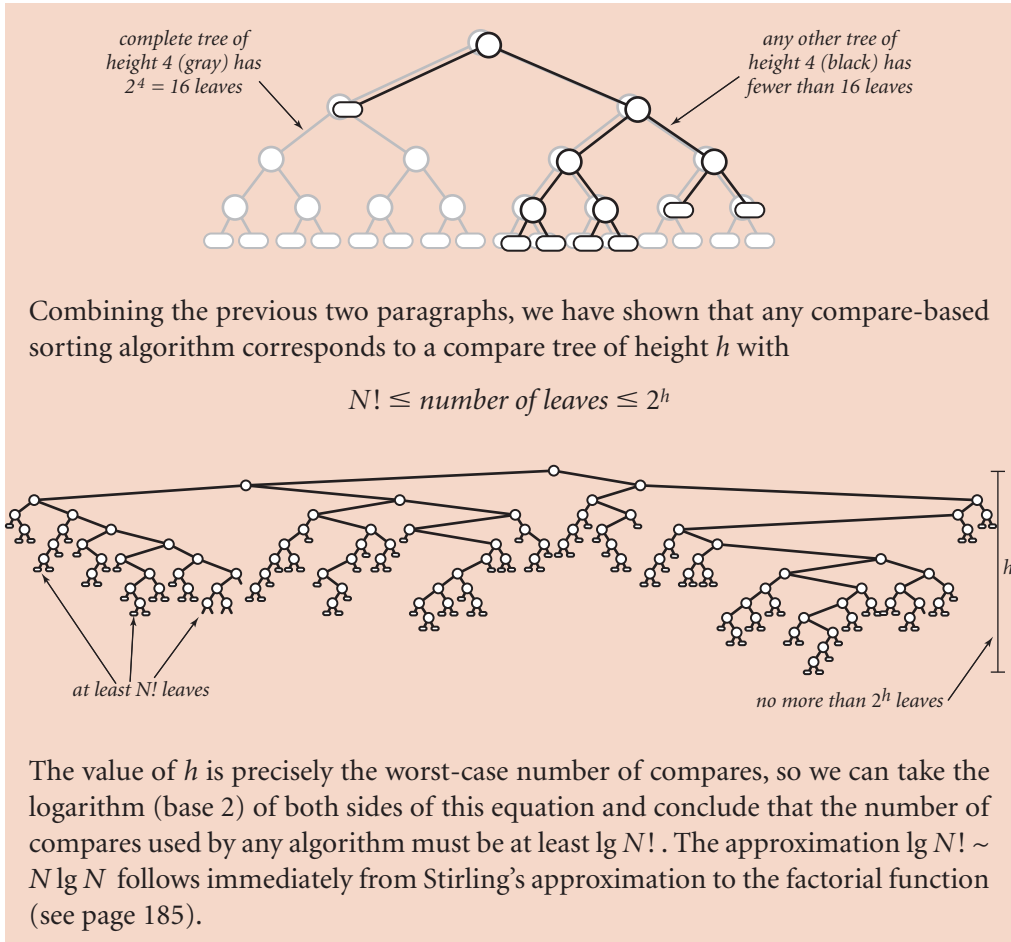 complete tree of
height 4 (gray) has
2⁴ = 16 leaves
any other tree of
height 4 (black) has
fewer than 16 leaves
Combining the previous two paragraphs, we have shown that any compare-based
sorting algorithm corresponds to a compare tree of height h with
N! ≤ number of leaves ≤ 2ʰ
h
at least N! leaves
no more than 2ʰ leaves
The value of h is precisely the worst-case number of compares, so we can take the
logarithm (base 2) of both sides of this equation and conclude that the number of
compares used by any algorithm must be at least lg N! . The approximation lg N! ~
N lg N follows immediately from Stirling’s approximation to the factorial function
(see page 185).